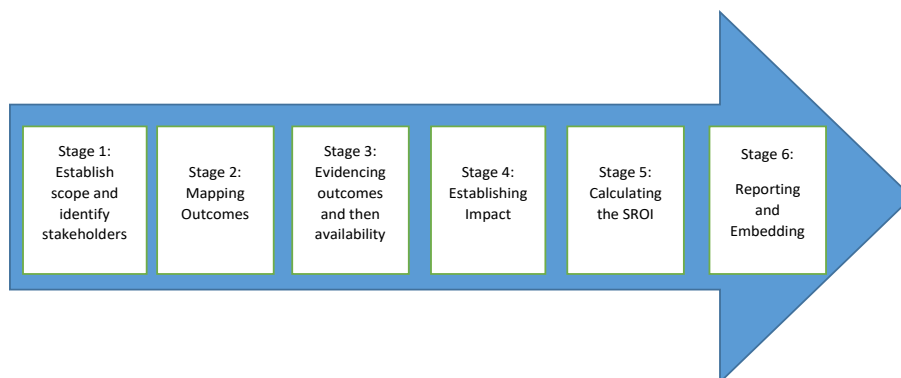 Stage 1:
Establish
scope and
identify
stakeholders
Stage 2:
Mapping
Outcomes
Stage 3:
Evidencing
outcomes
and then
availability
Stage 4:
Establishing
Impact
Stage 5:
Calculating
the SROI
Stage 6:
Reporting
and
Embedding